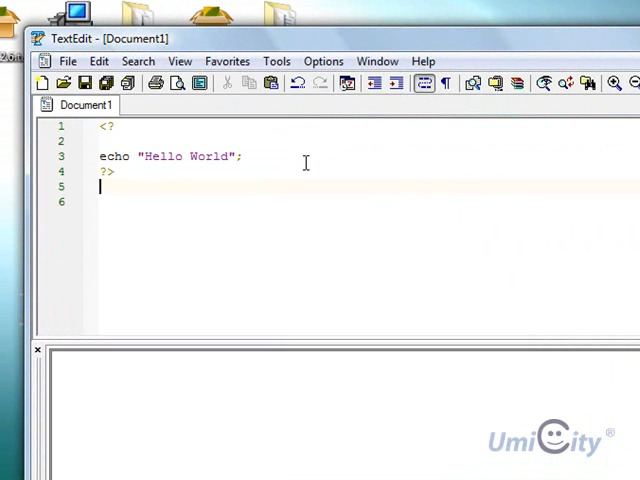 TextEdit - [Document1]
File Edit Search View Favorites Tools Options Window Help
Document1
1 <?
2
3 echo "Hello World";
4 ?>
5
6
UmiCity ®